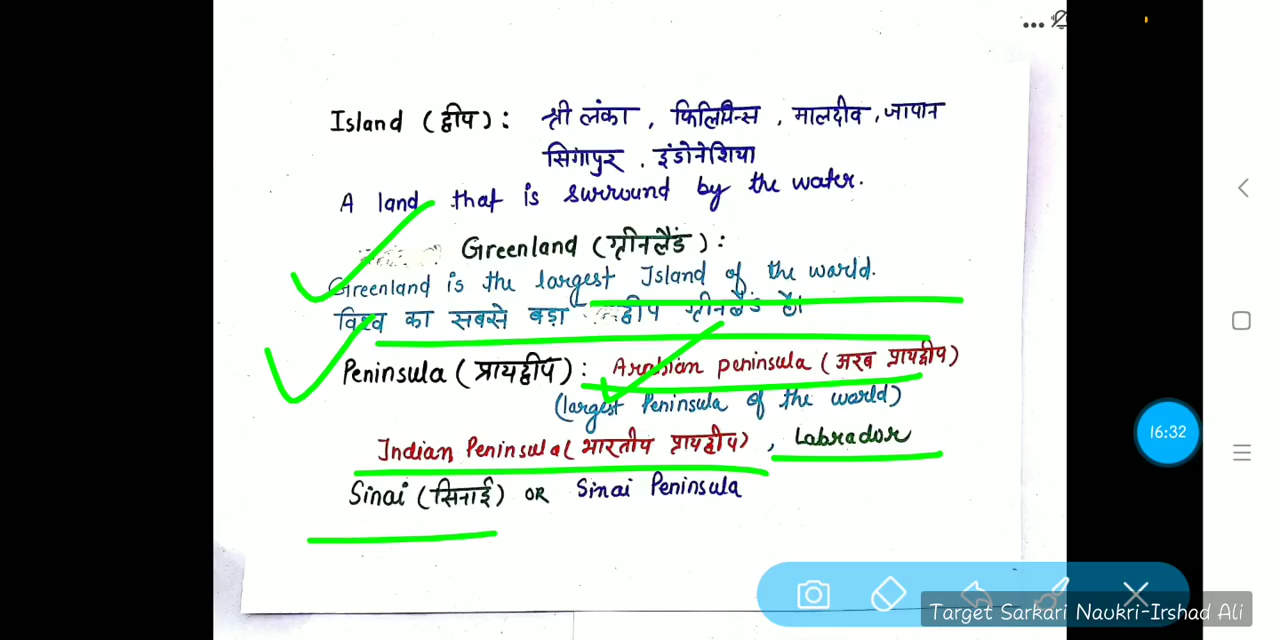 Island (द्वीप) : श्री लंका , फिलिपिन्स , मालदीव , जापान
सिंगापुर , इंडोनेशिया
A land that is surround by the water.
Greenland (ग्रीनलैंड) :
Greenland is the largest Island of the world.
विश्व का सबसे बड़ा द्वीप ग्रीनलैंड है।
Peninsula (प्रायद्वीप) : Arabian peninsula (अरब प्रायद्वीप)
(largest Peninsula of the world)
Indian Peninsula (भारतीय प्रायद्वीप) , Labrador
Sinai (सिनाई) OR Sinai Peninsula
16:32
Target Sarkari Naukri-Irshad Ali